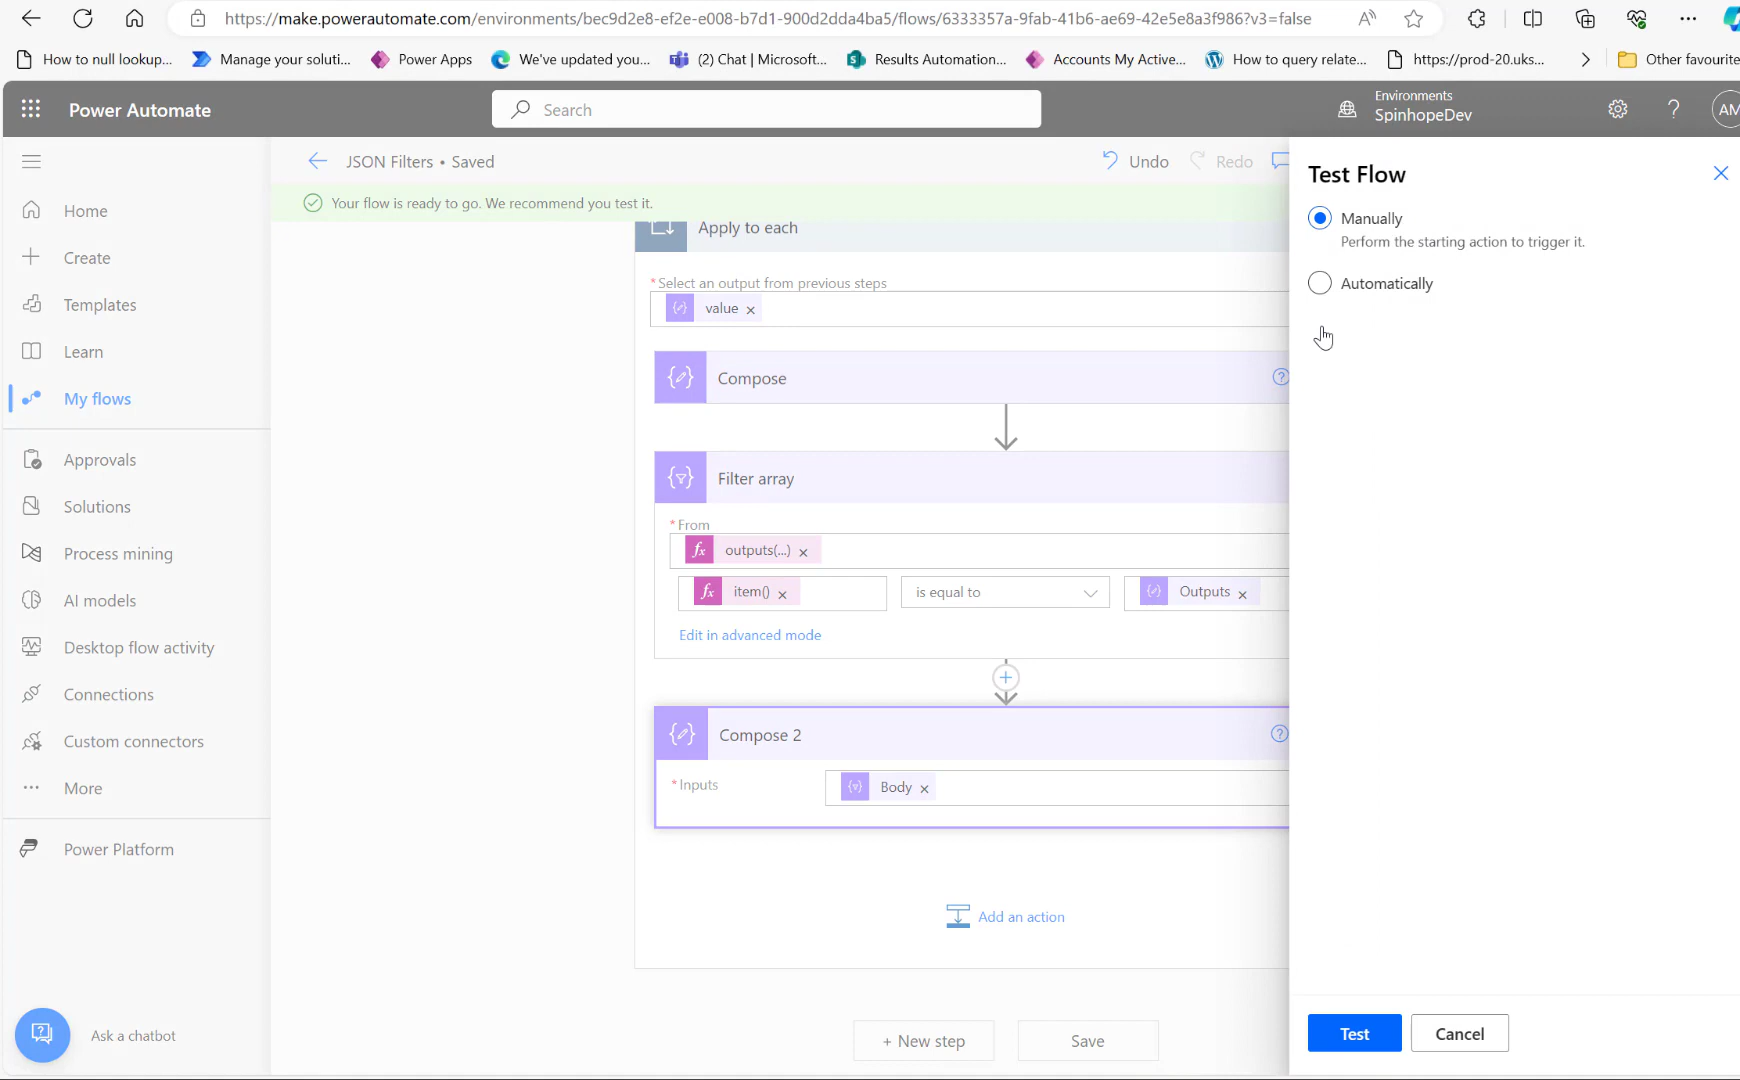 https://make.powerautomate.com/environments/bec9d2e8-ef2e-e008-b7d1-900d2dda4ba5/flows/6333357a-9fab-41b6-ae69-42e5e8a3f986?v3=false
How to null lookup...
Manage your soluti...
Power Apps
We've updated you...
(2) Chat | Microsoft...
Results Automation...
Accounts My Active...
How to query relate...
https://prod-20.uks...
Other favourite
Power Automate
Search
Environments
SpinhopeDev
AM
JSON Filters • Saved
Undo
Redo
Your flow is ready to go. We recommend you test it.
Home
Create
Templates
Learn
My flows
Approvals
Solutions
Process mining
AI models
Desktop flow activity
Connections
Custom connectors
More
Power Platform
Ask a chatbot
Apply to each
* Select an output from previous steps
value
Compose
Filter array
* From
outputs(...)
item()
is equal to
Outputs
Edit in advanced mode
Compose 2
* Inputs
Body
Add an action
+ New step
Save
Test Flow
Manually
Perform the starting action to trigger it.
Automatically
Test
Cancel